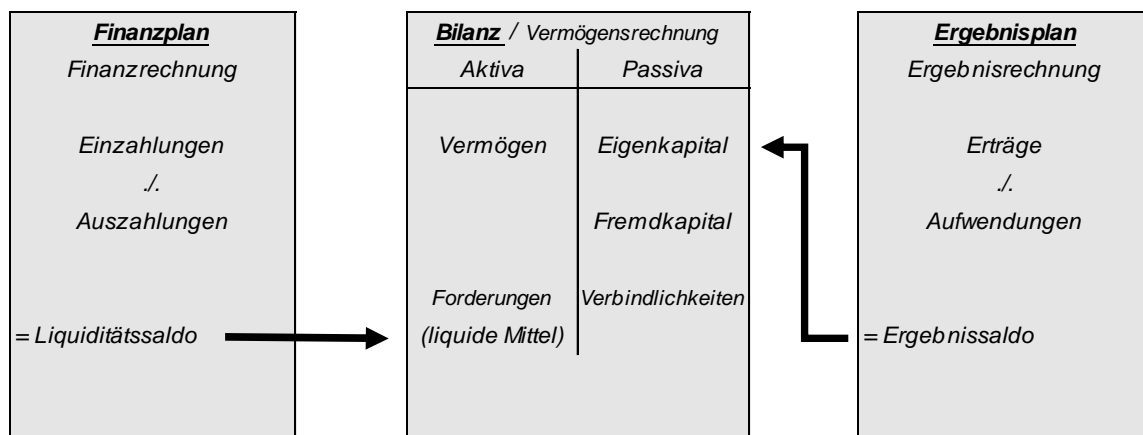 Finanzplan
Finanzrechnung
Einzahlungen
./.
Auszahlungen
= Liquiditätssaldo
Bilanz / Vermögensrechnung
Aktiva Passiva
Vermögen Eigenkapital
Fremdkapital
Forderungen Verbindlichkeiten
(liquide Mittel)
Ergebnisplan
Ergebnisrechnung
Erträge
./.
Aufwendungen
= Ergebnissaldo